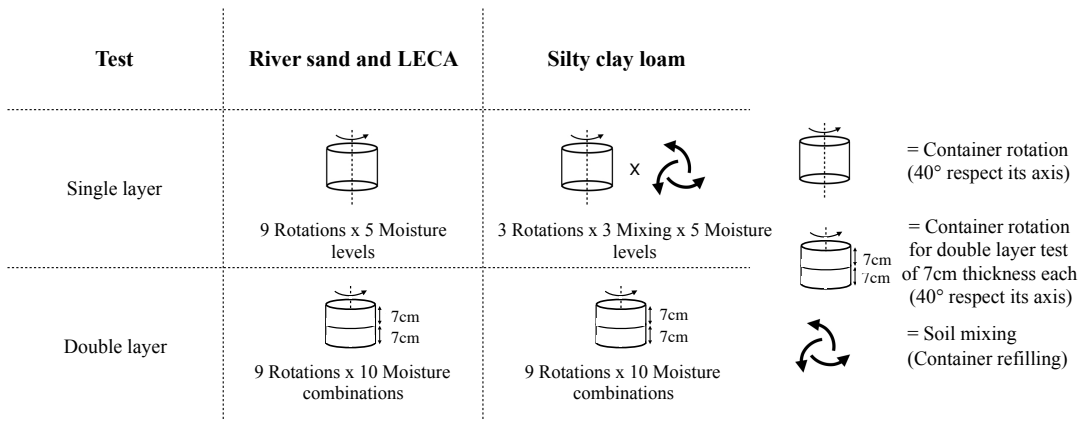 Test
River sand and LECA
Silty clay loam
Single layer
x
9 Rotations x 5 Moisture
levels
3 Rotations x 3 Mixing x 5 Moisture
levels
Double layer
7cm
7cm
9 Rotations x 10 Moisture
combinations
7cm
7cm
9 Rotations x 10 Moisture
combinations
= Container rotation
(40° respect its axis)
7cm
7cm
= Container rotation
for double layer test
of 7cm thickness each
(40° respect its axis)
= Soil mixing
(Container refilling)